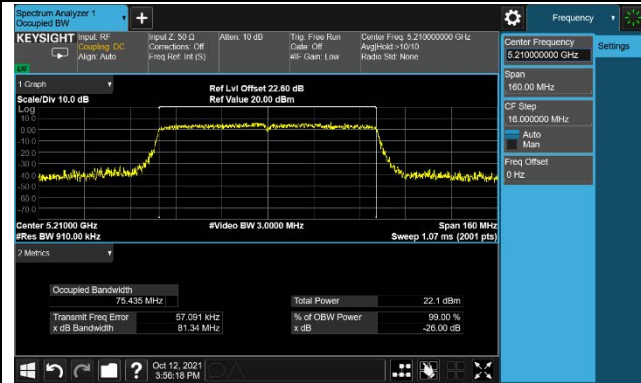 Spectrum Analyzer 1
Occupied BW
Frequency
KEYSIGHT Input: RF
Coupling: DC
Align: Auto
Input Z: 50 Ω
Corrections: Off
Freq Ref: Int (S)
Atten: 10 dB
Trig: Free Run
Gate: Off
#IF Gain: Low
Center Freq: 5.210000000 GHz
Avg|Hold:>10/10
Radio Std: None
Center Frequency
5.210000000 GHz
Settings
Span
160.00 MHz
CF Step
16.000000 MHz
Auto
Man
Freq Offset
0 Hz
1 Graph
Scale/Div 10.0 dB
Ref Lvl Offset 22.60 dB
Ref Value 20.00 dBm
Log
10.0
0.00
-10.0
-20.0
-30.0
-40.0
-50.0
-60.0
-70.0
Center 5.21000 GHz
#Res BW 910.00 kHz
#Video BW 3.0000 MHz
Span 160 MHz
Sweep 1.07 ms (2001 pts)
2 Metrics
Occupied Bandwidth
75.435 MHz
Total Power 22.1 dBm
Transmit Freq Error 57.091 kHz
% of OBW Power 99.00 %
x dB Bandwidth 81.34 MHz
x dB -26.00 dB
Oct 12, 2021
3:56:18 PM